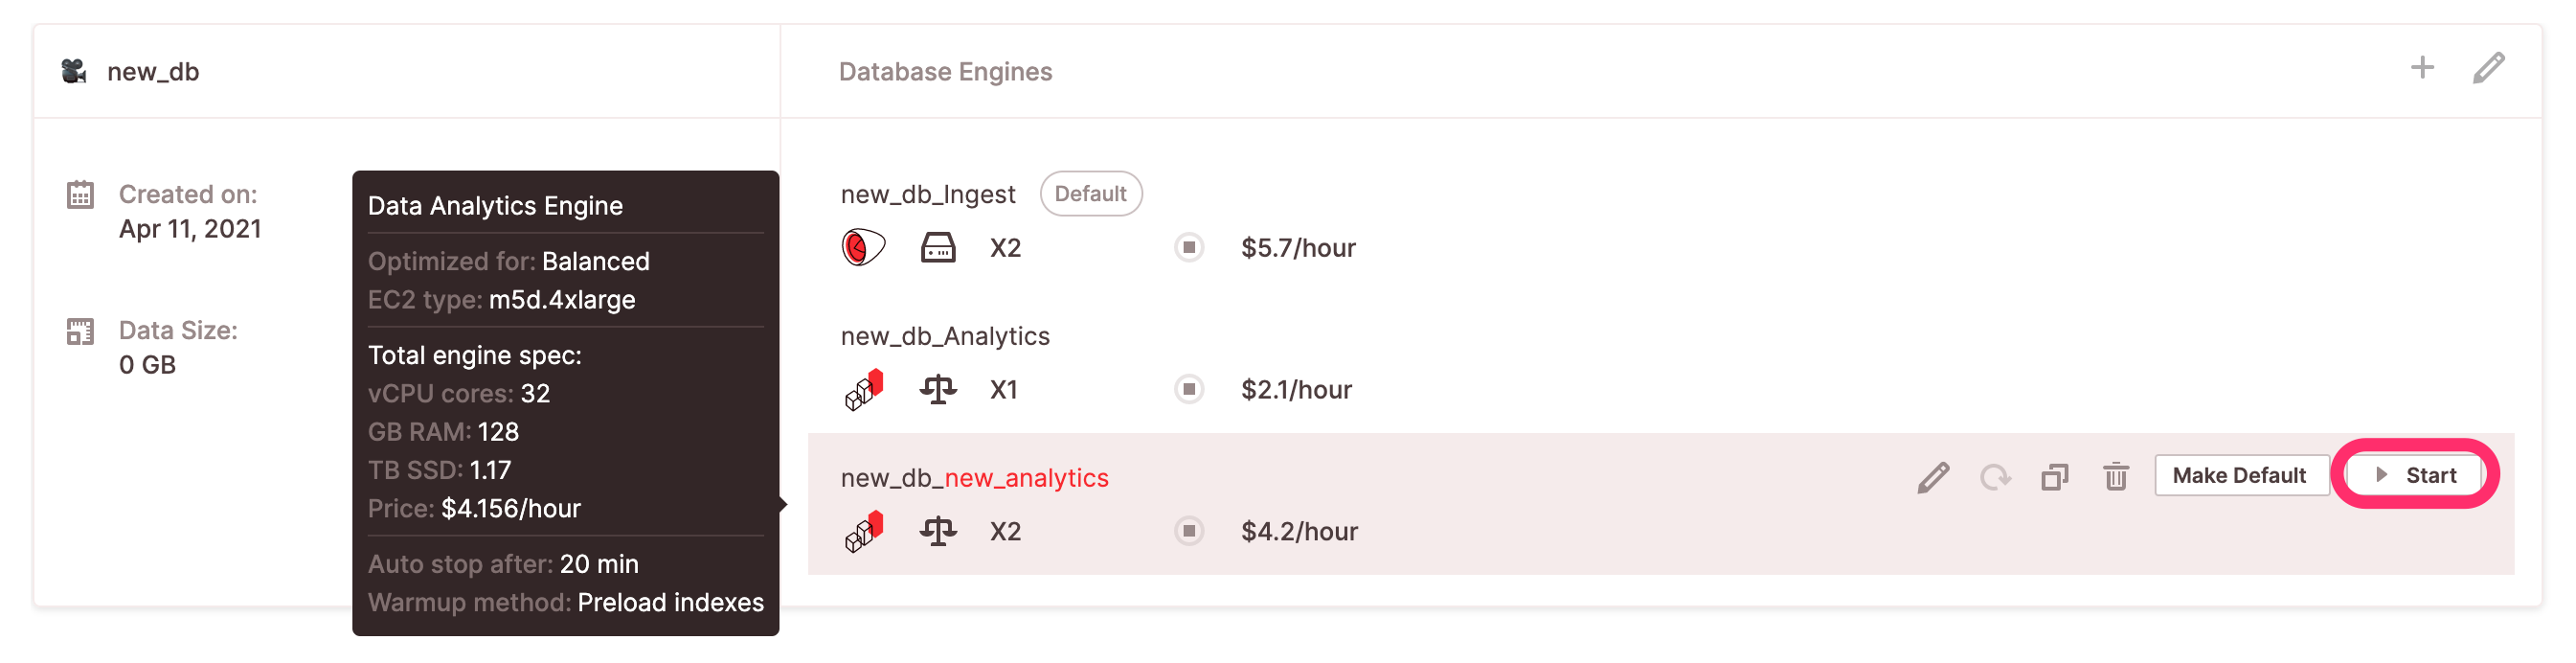 new_db
Database Engines
Created on:
Apr 11, 2021
Data Size:
0 GB
Data Analytics Engine
Optimized for: Balanced
EC2 type: m5d.4xlarge
Total engine spec:
vCPU cores: 32
GB RAM: 128
TB SSD: 1.17
Price: $4.156/hour
Auto stop after: 20 min
Warmup method: Preload indexes
new_db_Ingest Default
X2 $5.7/hour
new_db_Analytics
X1 $2.1/hour
new_db_new_analytics Make Default Start
X2 $4.2/hour